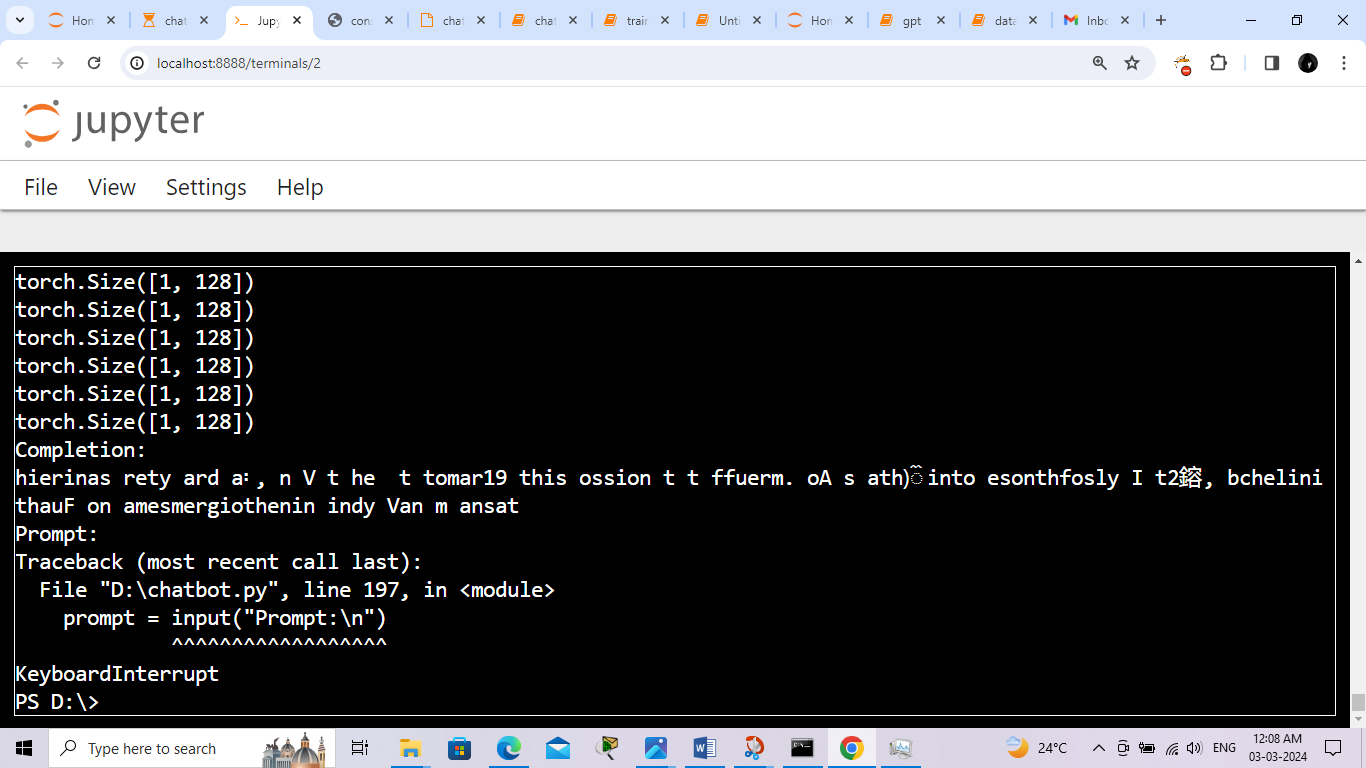 Hon
chat
Jupy
con
chat
chat
train
Unti
Hon
gpt
data
Inbo
localhost:8888/terminals/2
jupyter
File View Settings Help
torch.Size([1, 128])
torch.Size([1, 128])
torch.Size([1, 128])
torch.Size([1, 128])
torch.Size([1, 128])
torch.Size([1, 128])
Completion:
hierinas rety ard a , n V t he  t tomar19 this ossion t t ffuerm. oA s ath) into esonthfosly I t2鎔, bchelini
thauF on amesmergiothenin indy Van m ansat
Prompt:
Traceback (most recent call last):
  File "D:\chatbot.py", line 197, in <module>
    prompt = input("Prompt:\n")
             ^^^^^^^^^^^^^^^^^^
KeyboardInterrupt
PS D:\>
Type here to search
24°C
ENG
12:08 AM
03-03-2024